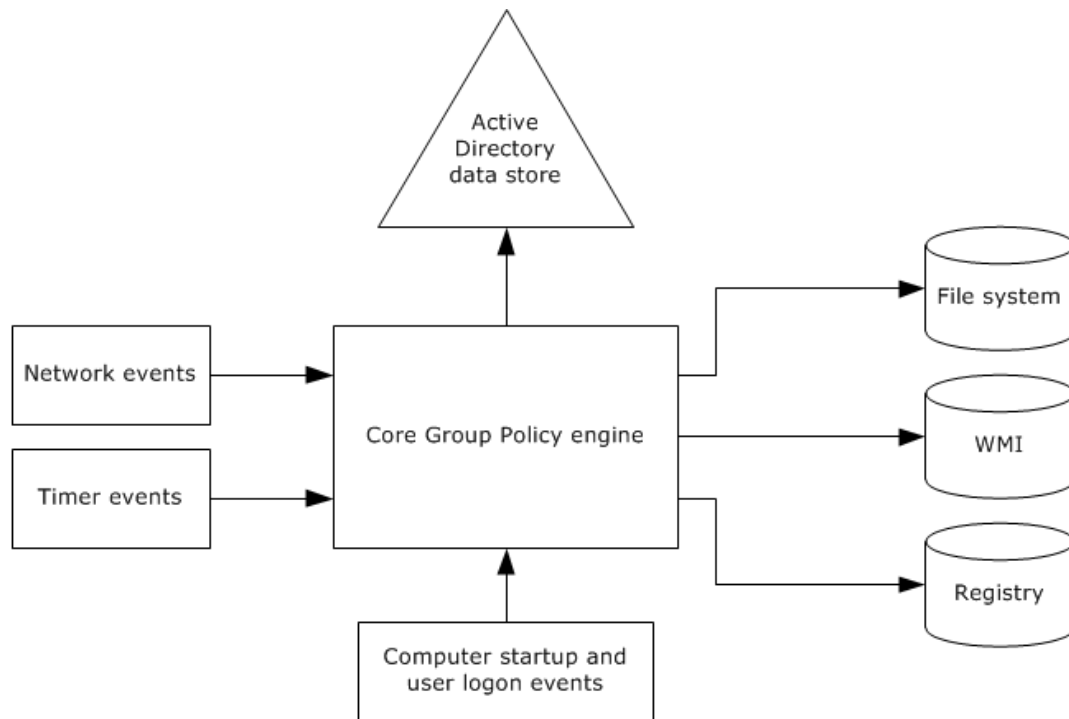 Active
Directory
data store
File system
Network events
Core Group Policy engine
WMI
Timer events
Registry
Computer startup and
user logon events